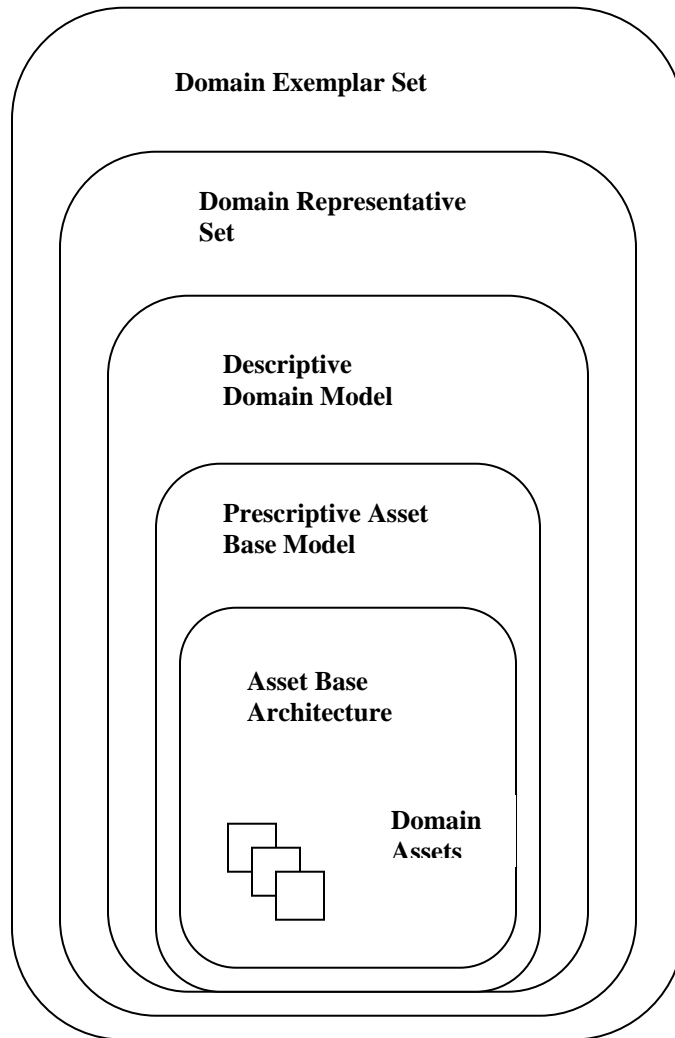 Domain Exemplar Set
Domain Representative
Set
Descriptive
Domain Model
Prescriptive Asset
Base Model
Asset Base
Architecture
Domain
Assets